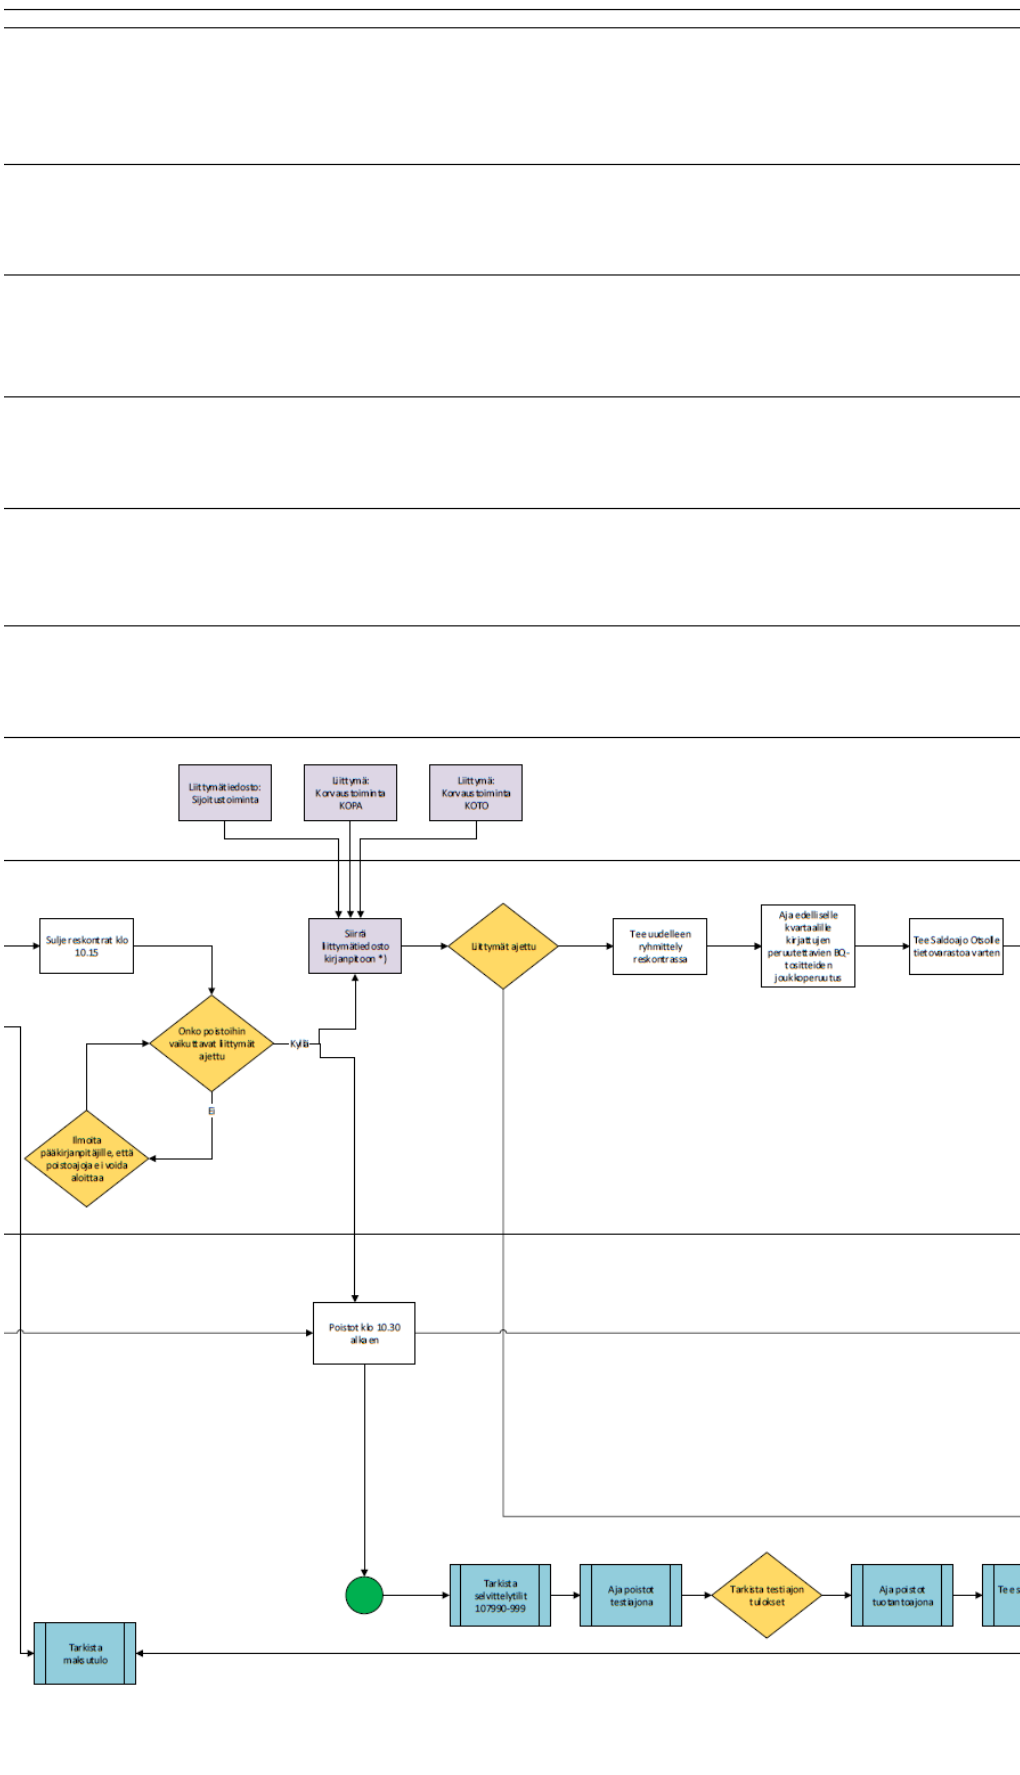 Liittymätiedosto:
Sijoitustoiminta
Liittymä:
Korvaustoiminta
KOPA
Liittymä:
Korvaustoiminta
KOTO
Sulje reskontrat klo
10.15
Siirrä
liittymätiedosto
kirjanpitoon *)
Liittymät ajettu
Tee uudelleen
ryhmittely
reskontrassa
Aja edelliselle
kvartaalille
kirjattujen
peruutettavien BQ-
tositteiden
joukkoperuutus
Tee Saldoajo Otsolle
tietovarastoa varten
Onko poistoihin
vaikuttavat liittymät
ajettu
Kyllä
Ei
Ilmoita
pääkirjanpitäjille, että
poistoajoja ei voida
aloittaa
Poistot klo 10.30
alkaen
Tarkista
selvittelytilit
107990-999
Aja poistot
testiajona
Tarkista testiajon
tulokset
Aja poistot
tuotantoajona
Tee s
Tarkista
maksutulo